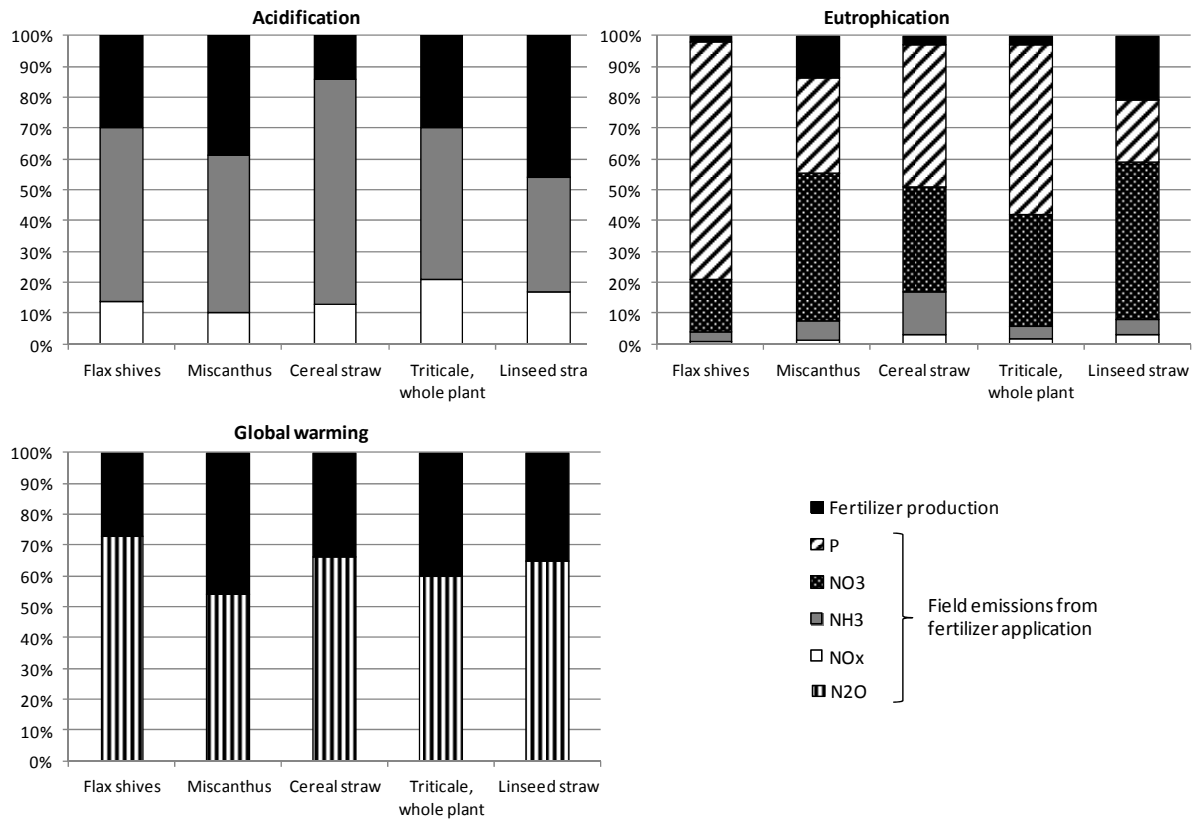 Acidification
100%
90%
80%
70%
60%
50%
40%
30%
20%
10%
0%
Flax shives
Miscanthus
Cereal straw
Triticale,
whole plant
Linseed stra
Eutrophication
100%
90%
80%
70%
60%
50%
40%
30%
20%
10%
0%
Flax shives
Miscanthus
Cereal straw
Triticale,
whole plant
Linseed straw
Global warming
100%
90%
80%
70%
60%
50%
40%
30%
20%
10%
0%
Flax shives
Miscanthus
Cereal straw
Triticale,
whole plant
Linseed straw
Fertilizer production
P
NO3
NH3
NOx
N2O
Field emissions from
fertilizer application